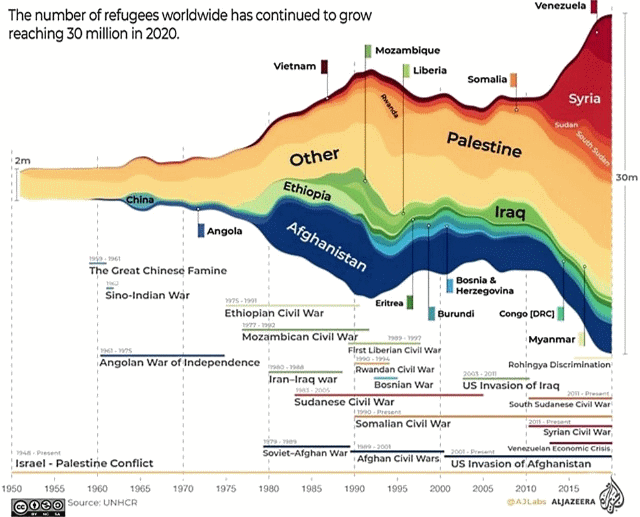 The number of refugees worldwide has continued to grow
reaching 30 million in 2020.
Venezuela
Mozambique
Vietnam
Liberia
Somalia
Rwanda
Syria
Sudan
South Sudan
Palestine
Other
2m
30m
China
Ethiopia
Iraq
Afghanistan
Angola
Bosnia &
Herzegovina
Eritrea
Burundi
Congo [DRC]
Myanmar
1959 - 1961
The Great Chinese Famine
1962
Sino-Indian War
1975 - 1991
Ethiopian Civil War
1977 - 1992
Mozambican Civil War
1989 - 1997
First Liberian Civil War
1961 - 1975
Angolan War of Independence
1990 - 1994
Rwandan Civil War
Rohingya Discrimination
1980 - 1988
Iran-Iraq war
Bosnian War
2003 - 2011
US Invasion of Iraq
1983 - 2005
Sudanese Civil War
2011 - Present
South Sudanese Civil War
1990 - Present
Somalian Civil War
2011 - Present
Syrian Civil War
1979 - 1989
Soviet-Afghan War
1989 - 2001
Afghan Civil Wars
Venezuelan Economic Crisis
2001 - Present
US Invasion of Afghanistan
1948 - Present
Israel - Palestine Conflict
1950 1955 1960 1965 1970 1975 1980 1985 1990 1995 2000 2005 2010 2015
cc BY NC SA
Source: UNHCR
@AJLabs ALJAZEERA